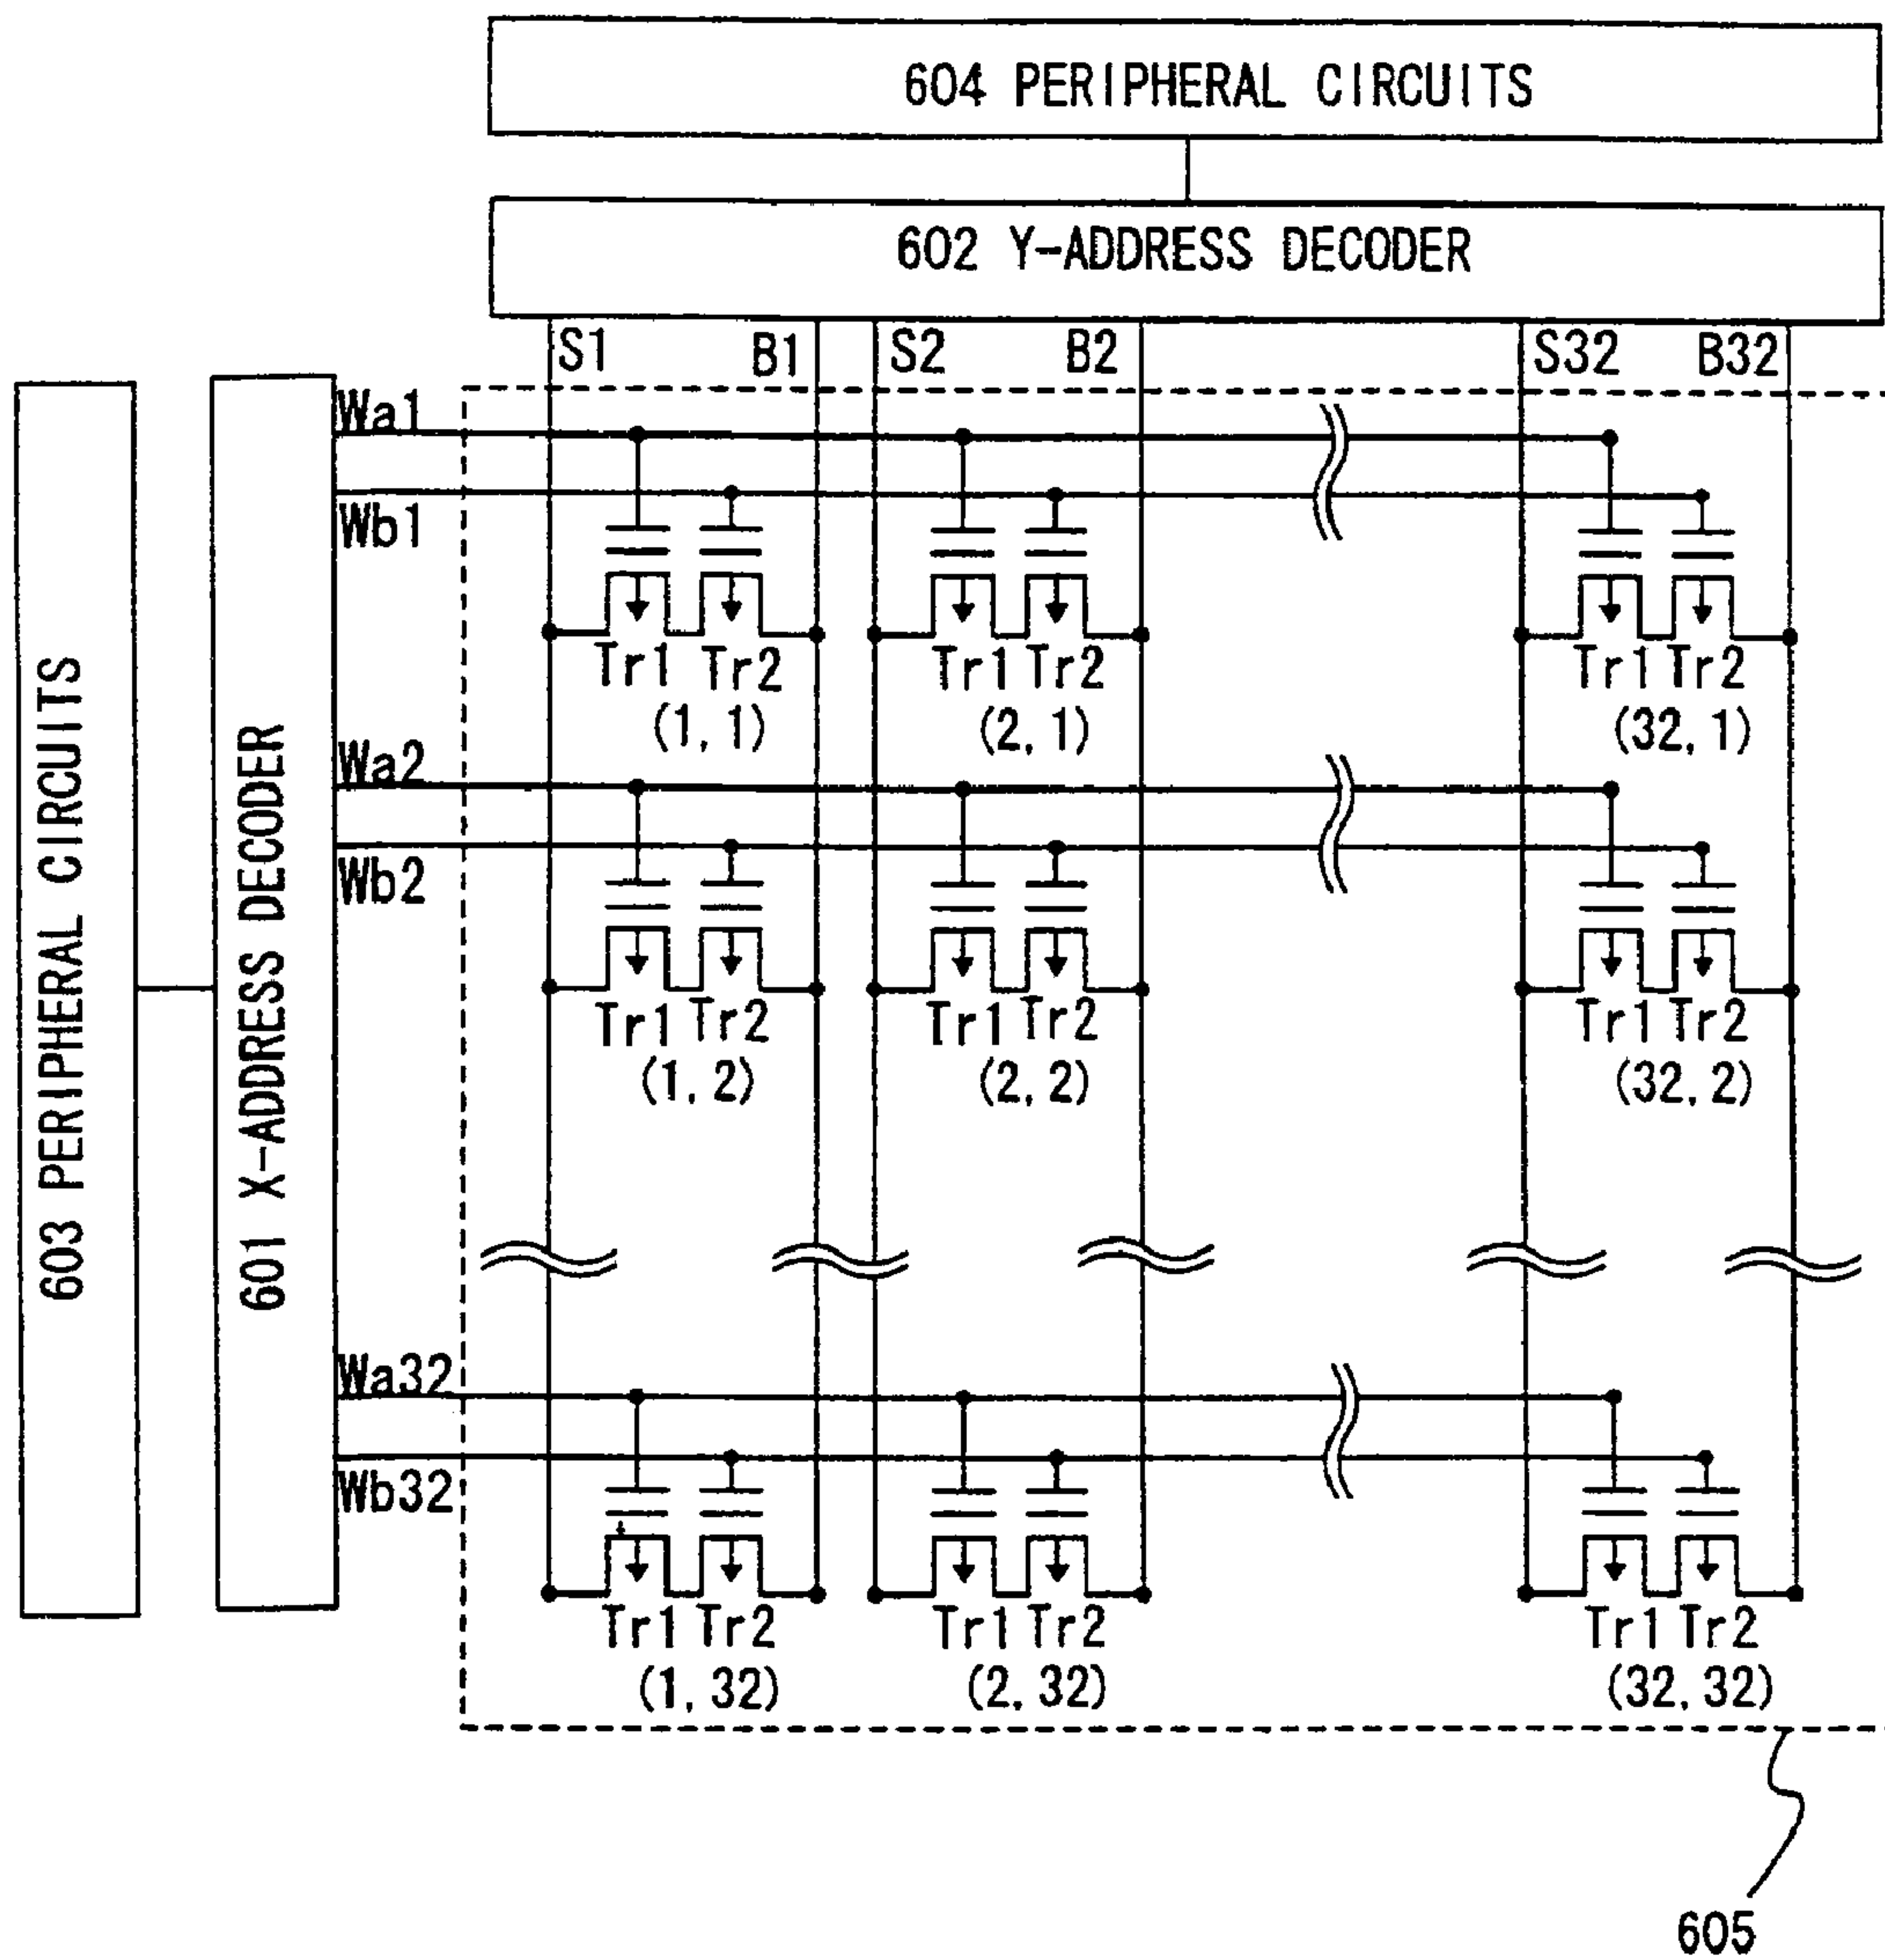 604 PERIPHERAL CIRCUITS
602 Y-ADDRESS DECODER
S1 B1 S2 B2 S32 B32
603 PERIPHERAL CIRCUITS
601 X-ADDRESS DECODER
Wa1
Wb1
Tr1 Tr2 Tr1 Tr2 Tr1 Tr2
(1, 1) (2, 1) (32, 1)
Wa2
Wb2
Tr1 Tr2 Tr1 Tr2 Tr1 Tr2
(1, 2) (2, 2) (32, 2)
Wa32
Wb32
Tr1 Tr2 Tr1 Tr2 Tr1 Tr2
(1, 32) (2, 32) (32, 32)
605